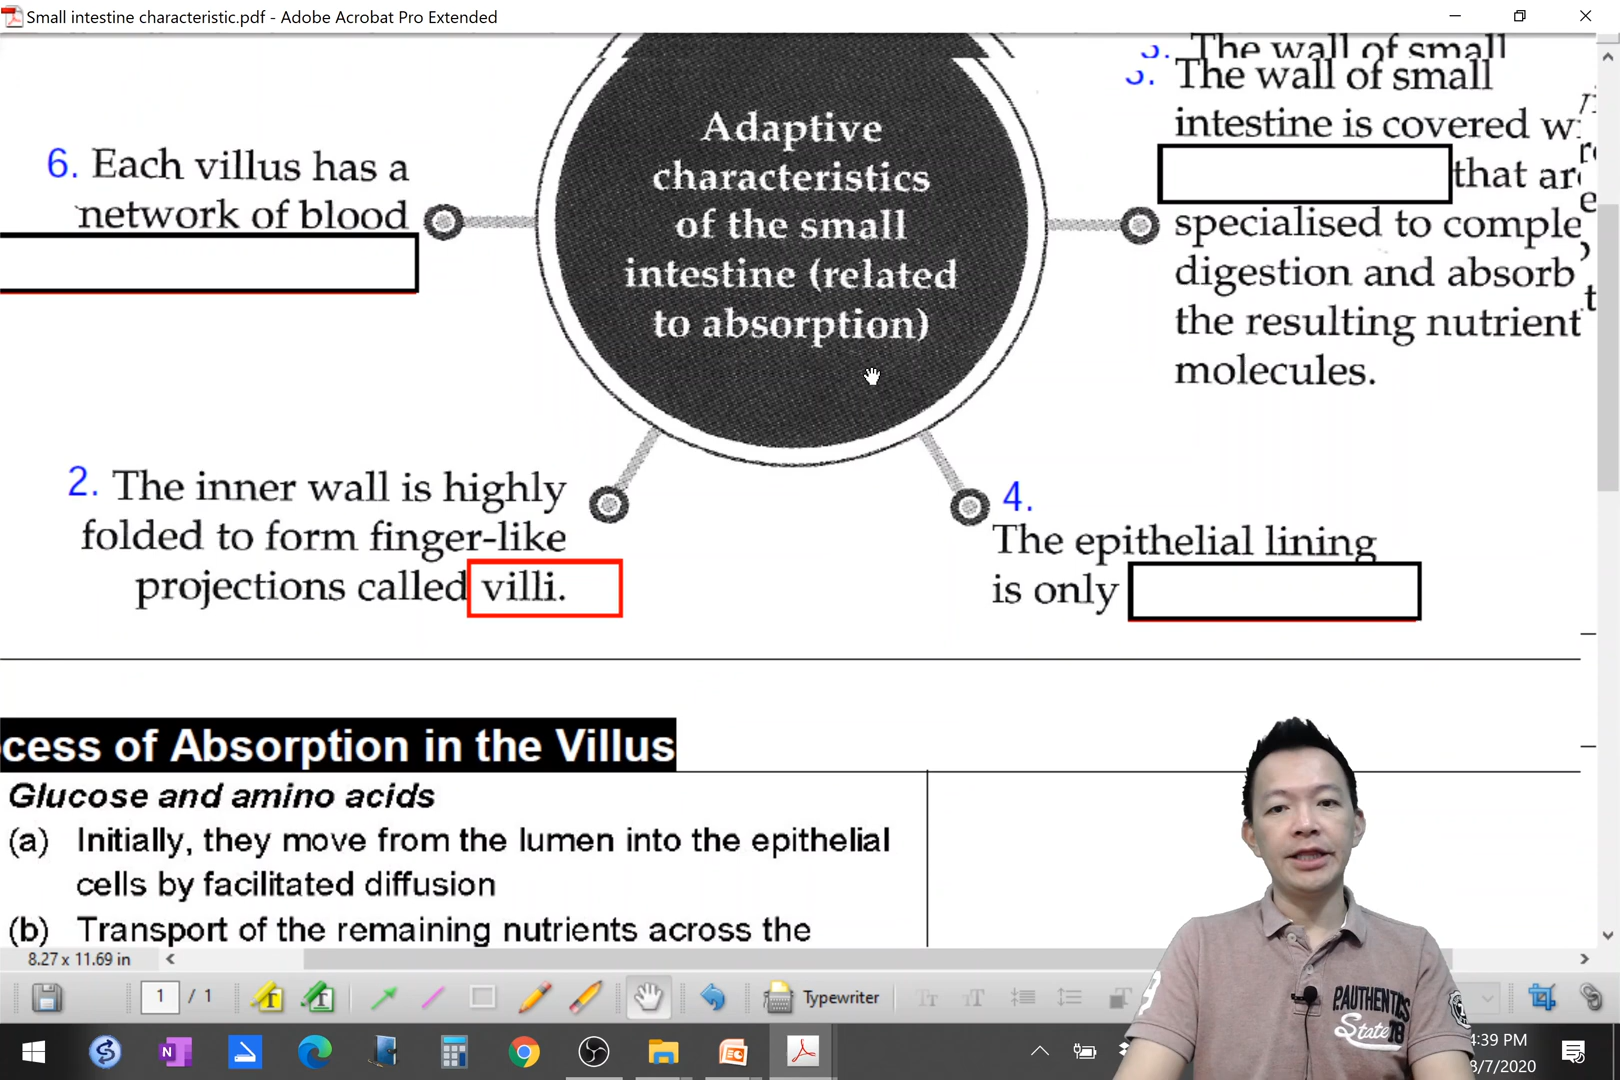 Small intestine characteristic.pdf - Adobe Acrobat Pro Extended
Adaptive
characteristics
of the small
intestine (related
to absorption)
6. Each villus has a
network of blood
The wall of small
3. The wall of small
intestine is covered
that are
specialised to comple
digestion and absorb
the resulting nutrient
molecules.
2. The inner wall is highly
folded to form finger-like
projections called villi.
4.
The epithelial lining
is only
cess of Absorption in the Villus
Glucose and amino acids
(a) Initially, they move from the lumen into the epithelial
cells by facilitated diffusion
(b) Transport of the remaining nutrients across the
8.27 x 11.69 in
1 / 1
Typewriter
P.AUTHENTICS
State
4:39 PM
8/7/2020